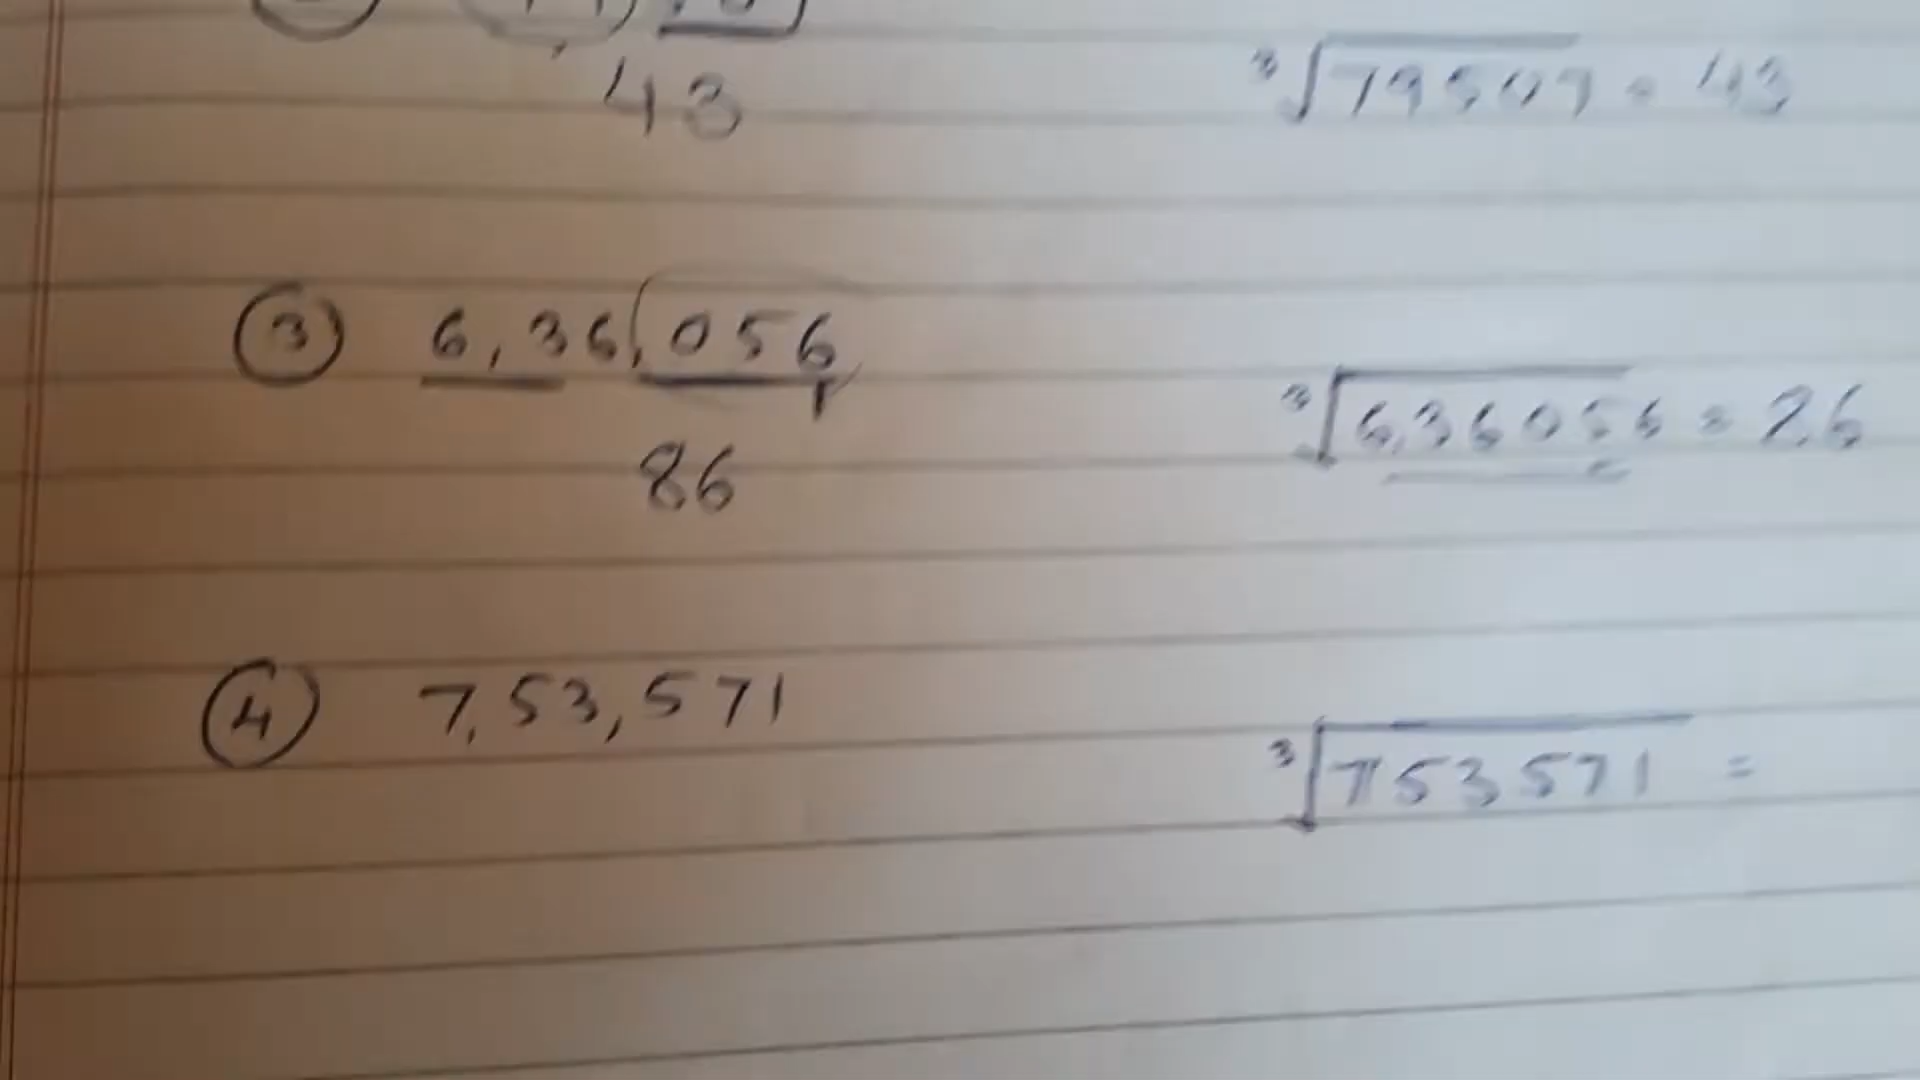 43
∛79507 = 43
③ 6,36,056
86
∛636056 = 86
④ 7,53,571
∛753571 =